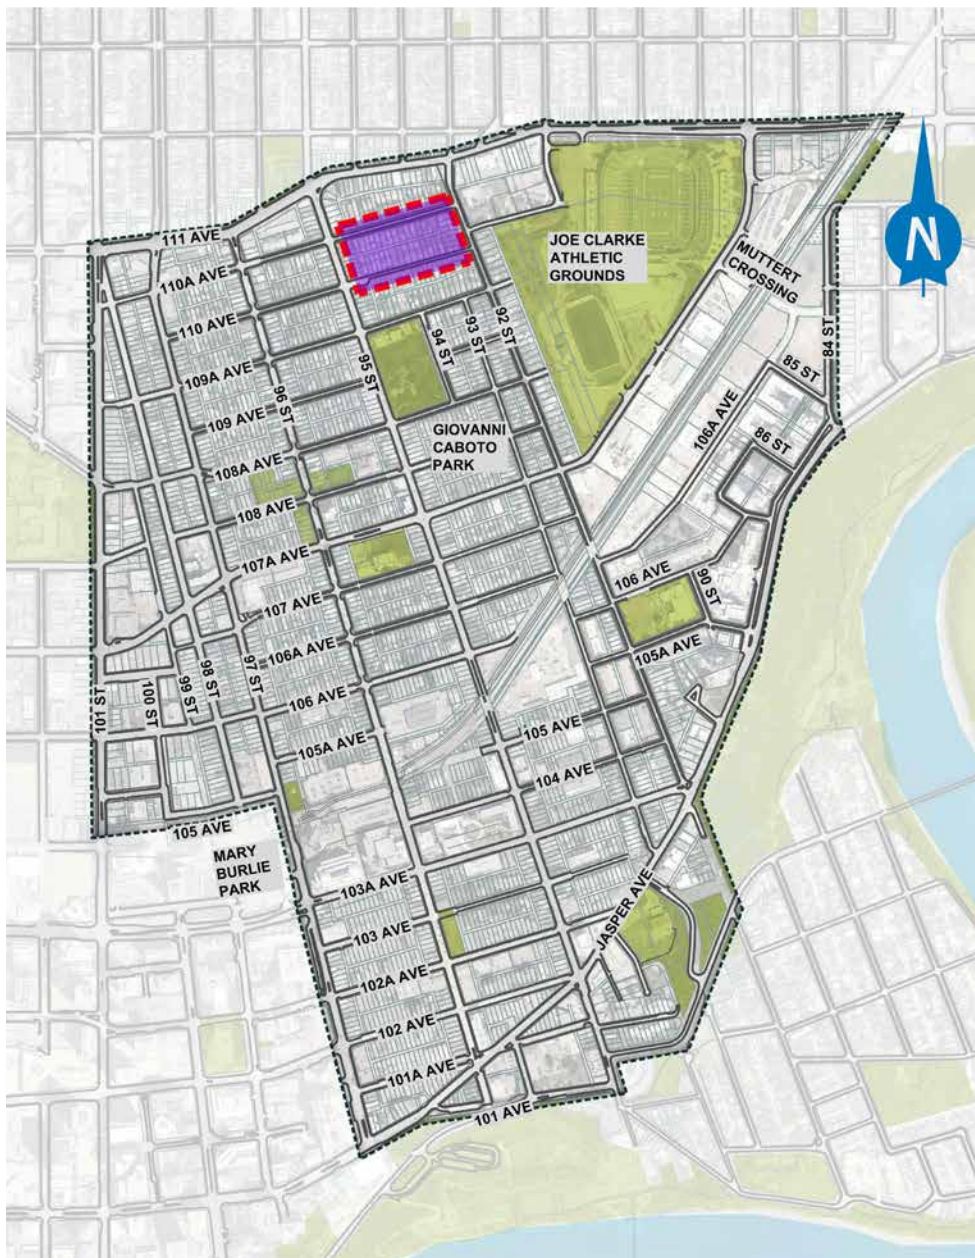 N
111 AVE
110A AVE
110 AVE
109A AVE
109 AVE
108A AVE
108 AVE
107A AVE
107 AVE
106A AVE
106 AVE
105A AVE
105 AVE
96 ST
95 ST
94 ST
93 ST
92 ST
JOE CLARKE
ATHLETIC
GROUNDS
MUTTERT
CROSSING
84 ST
85 ST
86 ST
106A AVE
GIOVANNI
CABOTO
PARK
106 AVE
90 ST
105A AVE
101 ST
100 ST
99 ST
98 ST
97 ST
105 AVE
104 AVE
MARY
BURLIE
PARK
103A AVE
103 AVE
102A AVE
102 AVE
101A AVE
101 AVE
JASPER AVE